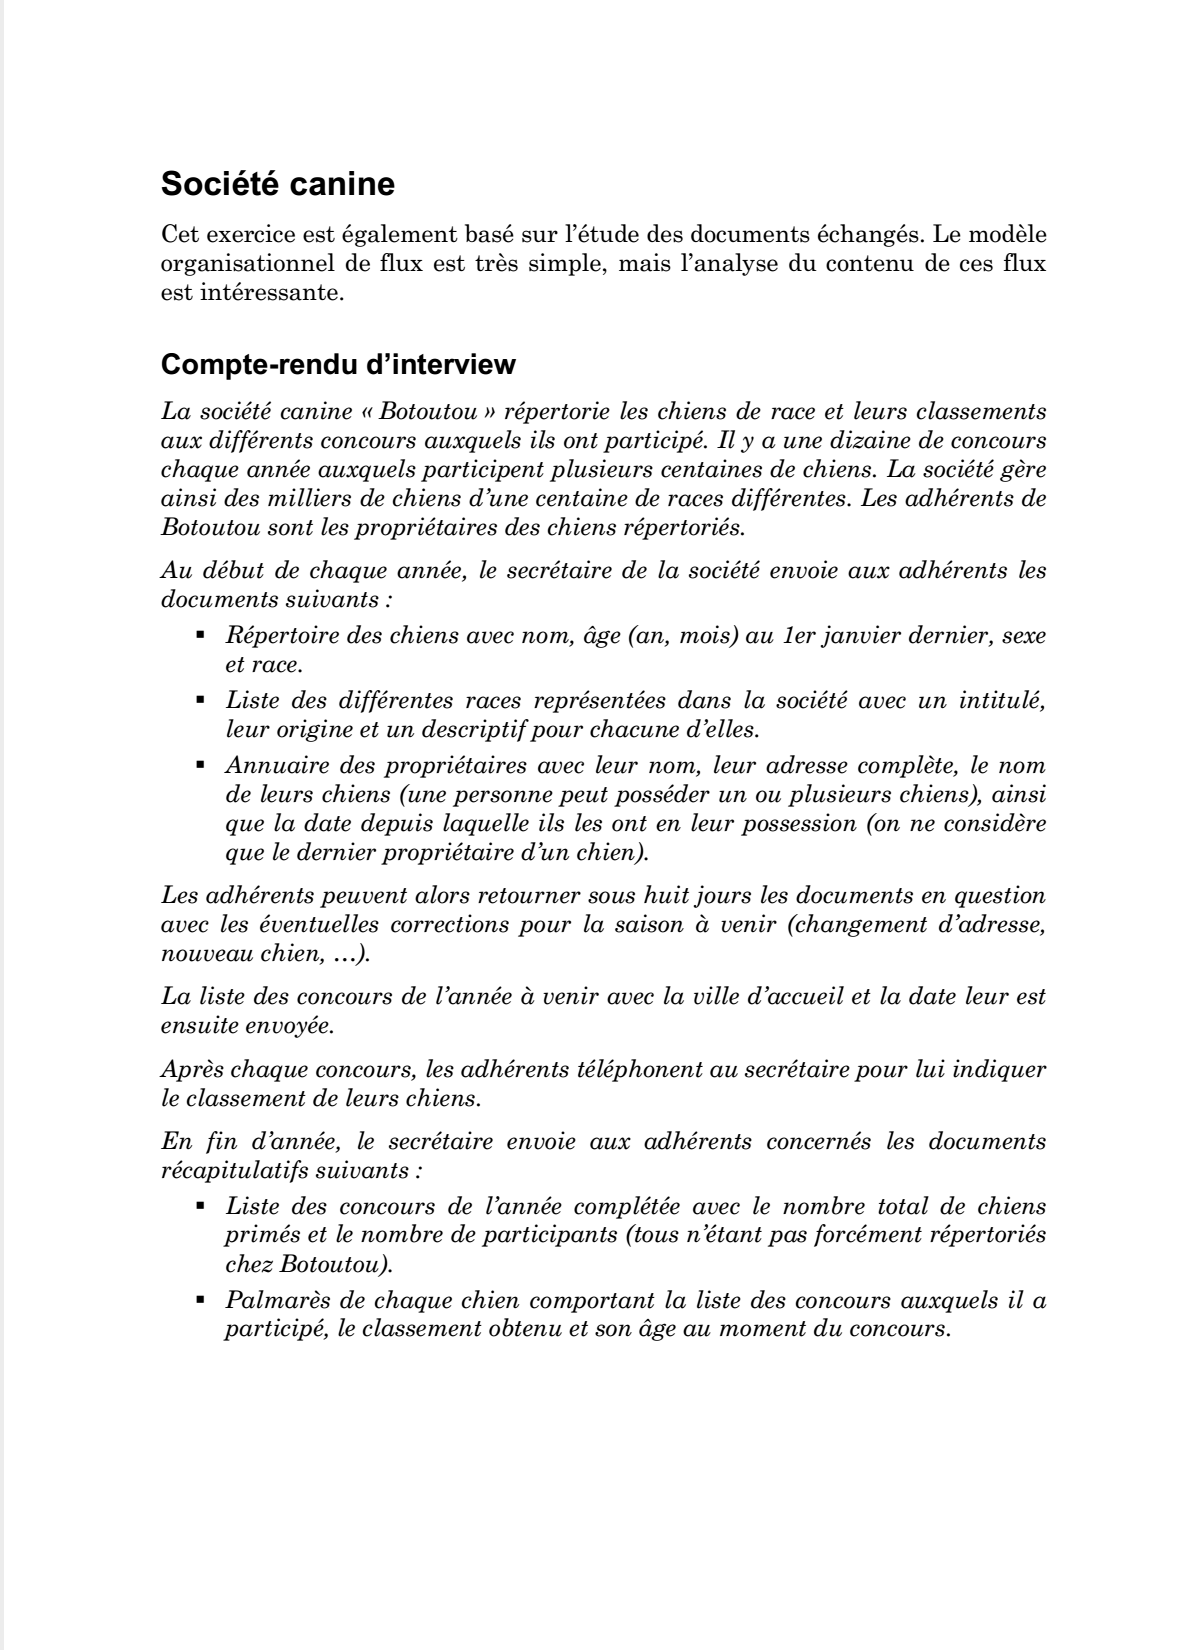 Société canine
Cet exercice est également basé sur l’étude des documents échangés. Le modèle
organisationnel de flux est très simple, mais l’analyse du contenu de ces flux
est intéressante.
Compte-rendu d’interview
La société canine « Botoutou » répertorie les chiens de race et leurs classements
aux différents concours auxquels ils ont participé. Il y a une dizaine de concours
chaque année auxquels participent plusieurs centaines de chiens. La société gère
ainsi des milliers de chiens d’une centaine de races différentes. Les adhérents de
Botoutou sont les propriétaires des chiens répertoriés.
Au début de chaque année, le secrétaire de la société envoie aux adhérents les
documents suivants :
▪ Répertoire des chiens avec nom, âge (an, mois) au 1er janvier dernier, sexe
et race.
▪ Liste des différentes races représentées dans la société avec un intitulé,
leur origine et un descriptif pour chacune d’elles.
▪ Annuaire des propriétaires avec leur nom, leur adresse complète, le nom
de leurs chiens (une personne peut posséder un ou plusieurs chiens), ainsi
que la date depuis laquelle ils les ont en leur possession (on ne considère
que le dernier propriétaire d’un chien).
Les adhérents peuvent alors retourner sous huit jours les documents en question
avec les éventuelles corrections pour la saison à venir (changement d’adresse,
nouveau chien, …).
La liste des concours de l’année à venir avec la ville d’accueil et la date leur est
ensuite envoyée.
Après chaque concours, les adhérents téléphonent au secrétaire pour lui indiquer
le classement de leurs chiens.
En fin d’année, le secrétaire envoie aux adhérents concernés les documents
récapitulatifs suivants :
▪ Liste des concours de l’année complétée avec le nombre total de chiens
primés et le nombre de participants (tous n’étant pas forcément répertoriés
chez Botoutou).
▪ Palmarès de chaque chien comportant la liste des concours auxquels il a
participé, le classement obtenu et son âge au moment du concours.